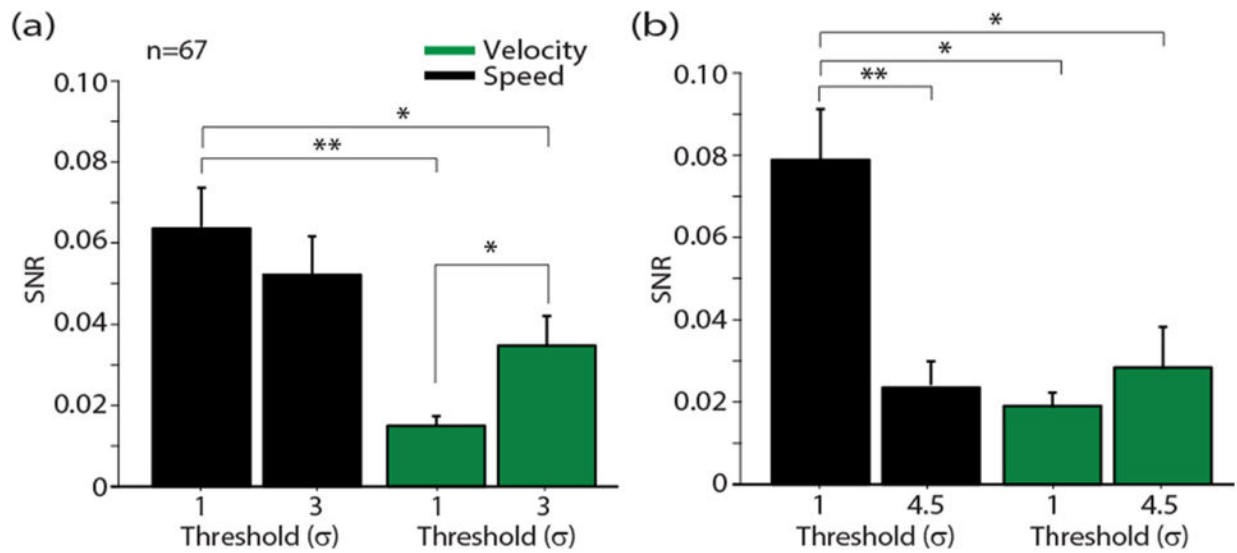 (a)
n=67
Velocity
Speed
0.10
0.08
0.06
0.04
0.02
0
SNR
*
**
*
1 3 1 3
Threshold (σ) Threshold (σ)
(b)
0.10
0.08
0.06
0.04
0.02
0
SNR
*
*
**
1 4.5 1 4.5
Threshold (σ) Threshold (σ)